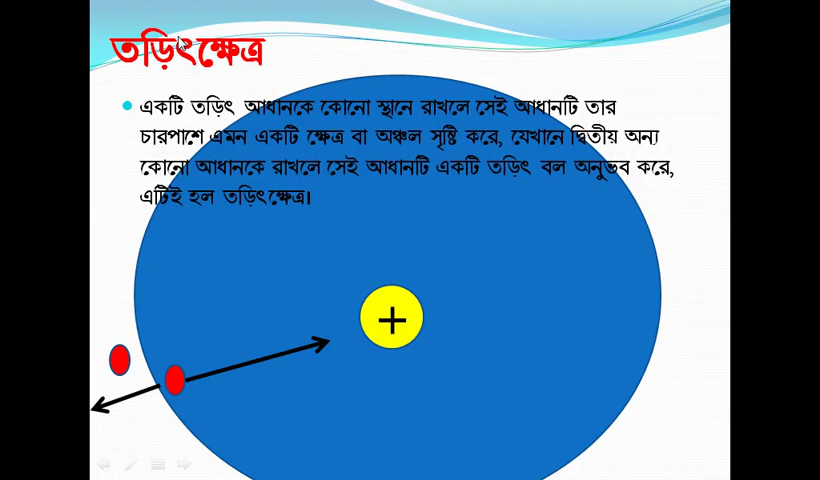 তড়িৎক্ষেত্র
একটি তড়িৎ আধানকে কোনো স্থানে রাখলে সেই আধানটি তার
চারপাশে এমন একটি ক্ষেত্র বা অঞ্চল সৃষ্টি করে, যেখানে দ্বিতীয় অন্য
কোনো আধানকে রাখলে সেই আধানটি একটি তড়িৎ বল অনুভব করে,
এটিই হল তড়িৎক্ষেত্র।
+